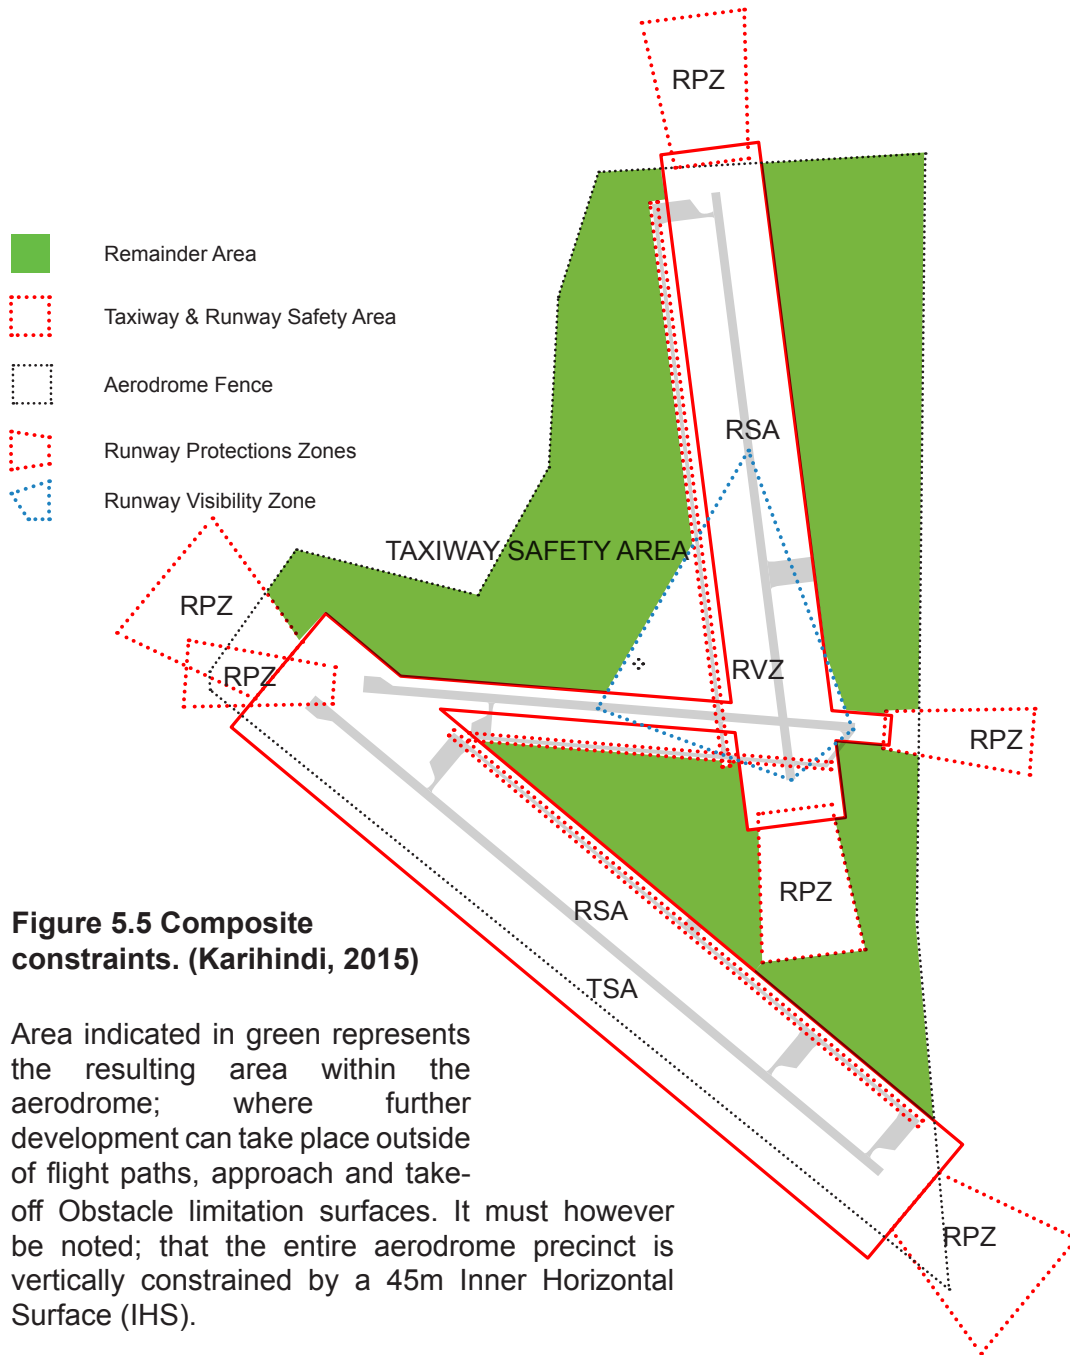 RPZ
Remainder Area
Taxiway & Runway Safety Area
Aerodrome Fence
Runway Protections Zones
Runway Visibility Zone
RSA
TAXIWAY SAFETY AREA
RPZ
RPZ
RVZ
RPZ
RPZ
RSA
TSA
RPZ
Figure 5.5 Composite
constraints. (Karihindi, 2015)
Area indicated in green represents
the resulting area within the
aerodrome; where further
development can take place outside
of flight paths, approach and take-
off Obstacle limitation surfaces. It must however
be noted; that the entire aerodrome precinct is
vertically constrained by a 45m Inner Horizontal
Surface (IHS).